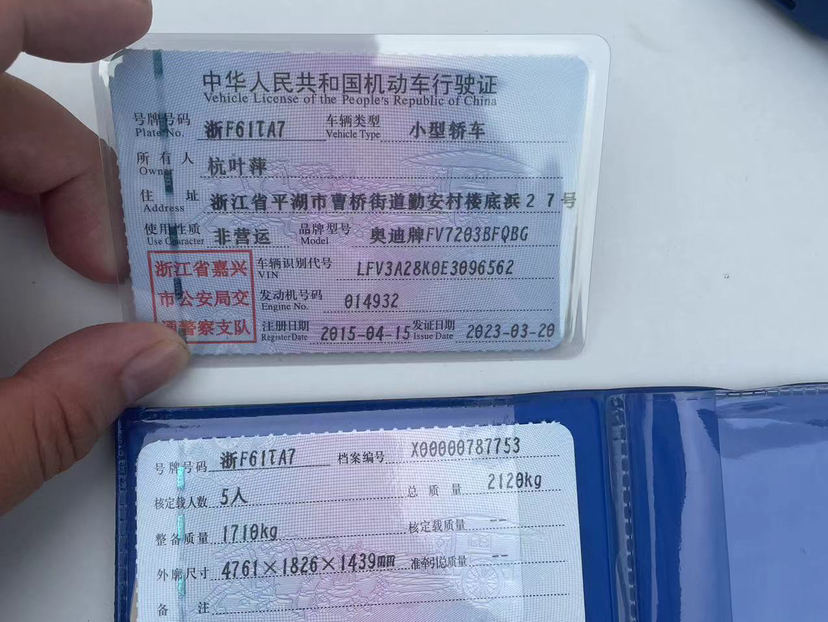 中华人民共和国机动车行驶证
Vehicle License of the People's Republic of China
号牌号码 Plate No. 浙F61TA7 车辆类型 Vehicle Type 小型轿车
所有人 Owner 杭叶萍
住址 Address 浙江省平湖市曹桥街道勤安村楼底浜27号
使用性质 Use Character 非营运 品牌型号 Model 奥迪牌FV7203BFQBG
浙江省嘉兴
市公安局交
通警察支队
车辆识别代号 VIN LFV3A28K0E3096562
发动机号码 Engine No. 014932
注册日期 Register Date 2015-04-15 发证日期 Issue Date 2023-03-20
号牌号码 浙F61TA7 档案编号 X00000787753
核定载人数 5人 总质量 2120kg
整备质量 1710kg 核定载质量 --
外廓尺寸 4761×1826×1439mm 准牵引总质量 --
备注